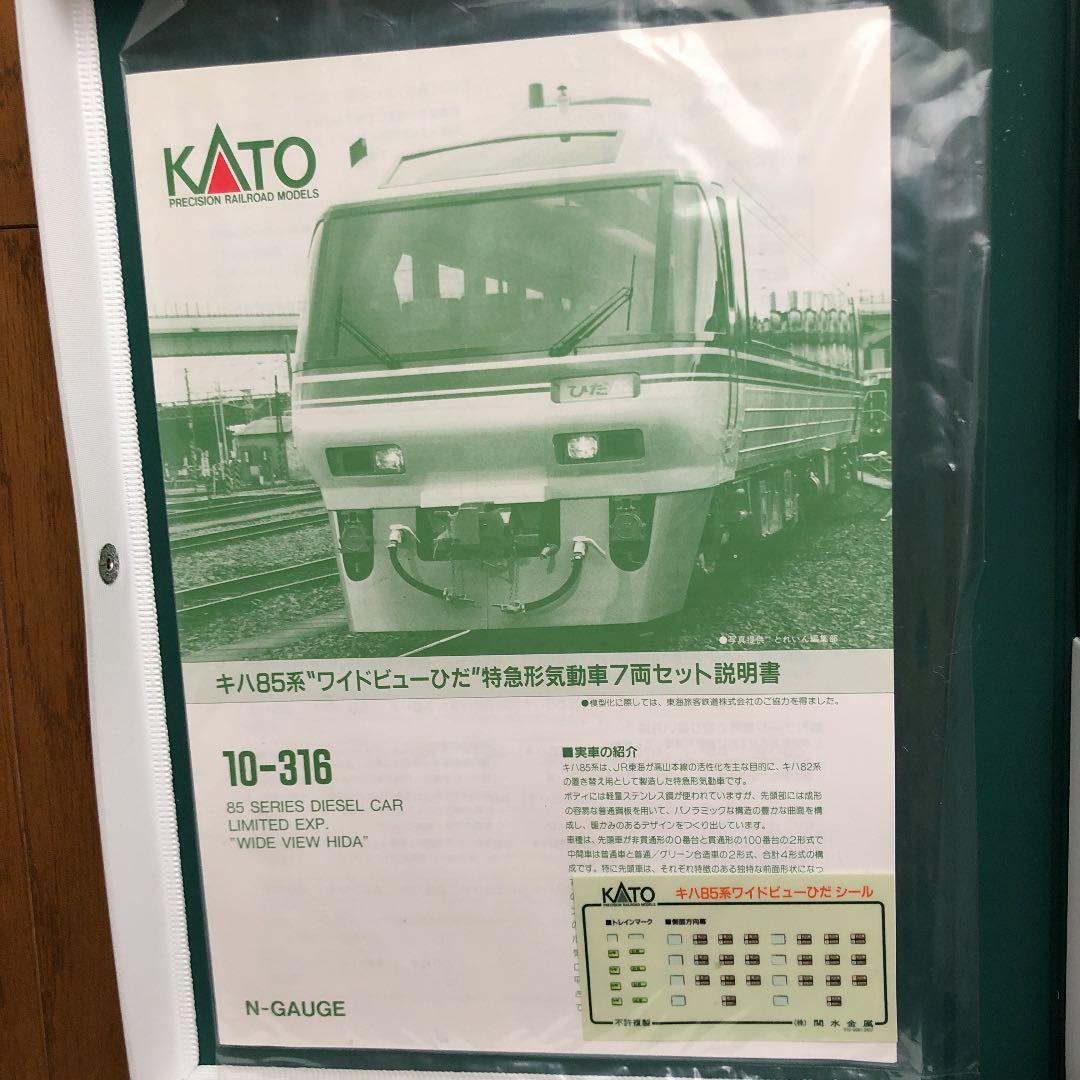 KATO
PRECISION RAILROAD MODELS
ひだ
●写真提供:とれいん編集部
キハ85系"ワイドビューひだ"特急形気動車7両セット説明書
●模型化に際しては、東海旅客鉄道株式会社のご協力を得ました。
10-316
85 SERIES DIESEL CAR
LIMITED EXP.
"WIDE VIEW HIDA"
■実車の紹介
キハ85系は、JR東海が高山本線の活性化を主な目的に、キハ82系
の置き替え用として製造した特急形気動車です。
ボディには軽量ステンレス鋼が使われていますが、先頭部には成形
の容易な普通鋼板を用いて、パノラミックな構造の豊かな曲面を構
成し、暖かみのあるデザインをつくり出しています。
車種は、先頭車が非貫通形の0番台と貫通形の100番台の2形式で
中間車は普通車と普通/グリーン合造車の2形式、合計4形式の構
成です。特に先頭車は、それぞれ特徴のある独特な前面形状になっ
KATO
PRECISION RAILROAD MODELS
キハ85系ワイドビューひだ シール
■トレインマーク
■側面方向幕
不許複製
(株) 関水金属
N-GAUGE